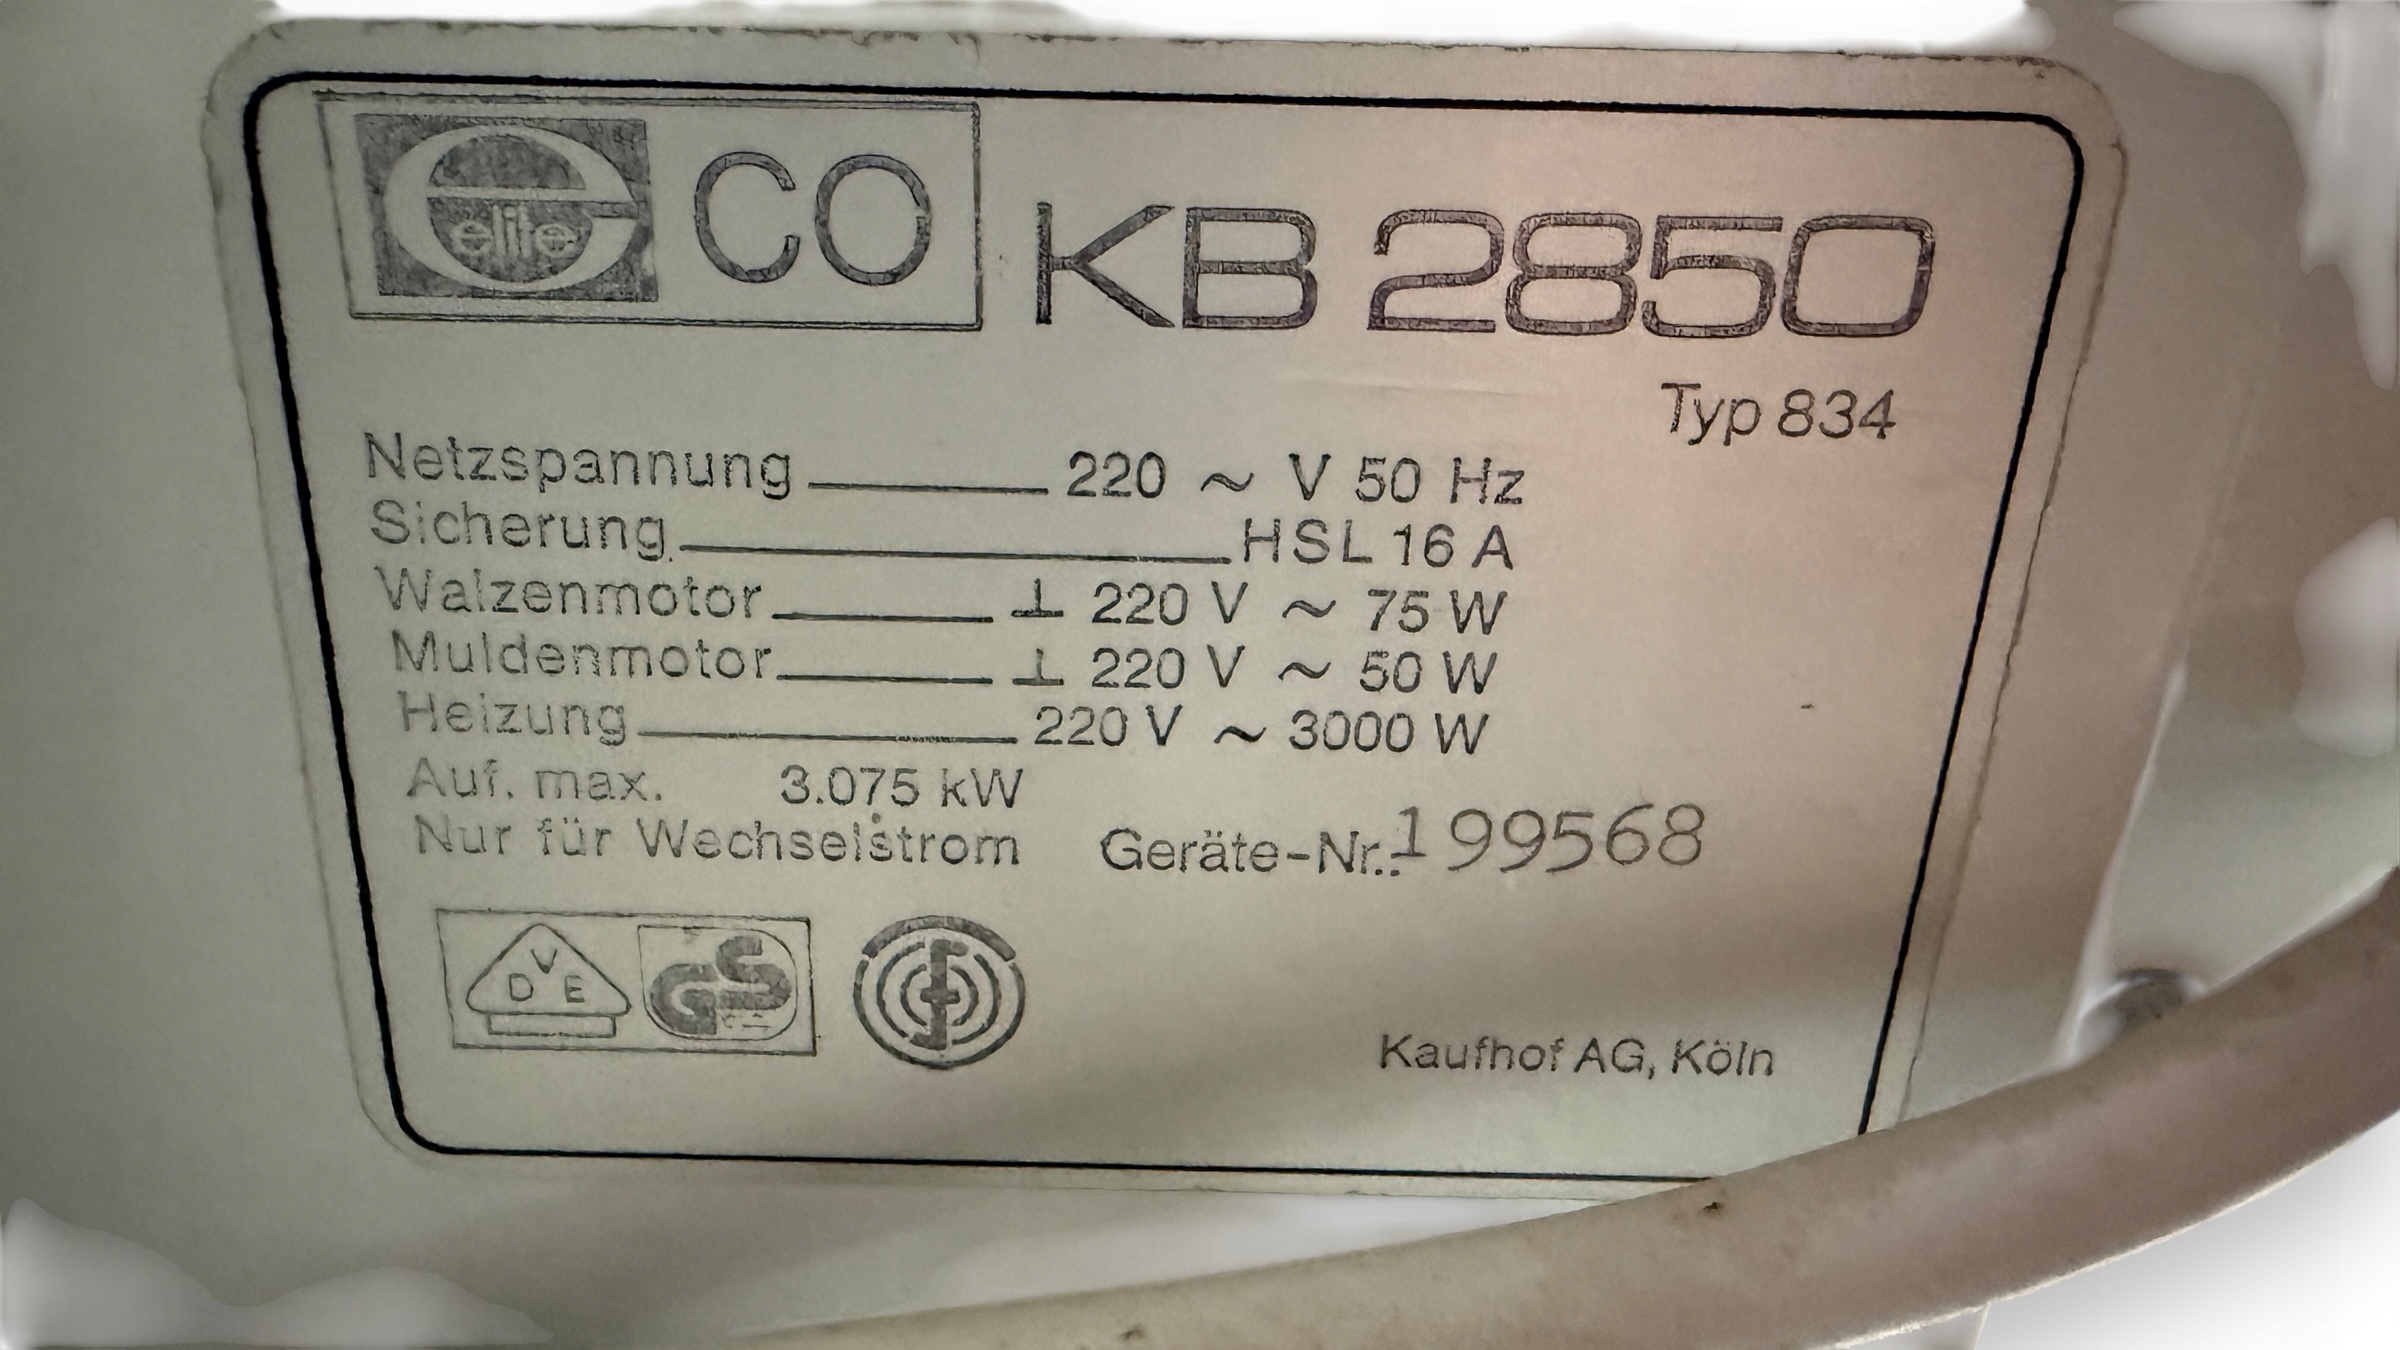 elite CO KB 2850
Typ 834
Netzspannung 220 ~ V 50 Hz
Sicherung HSL 16 A
Walzenmotor ⊥ 220 V ~ 75 W
Muldenmotor ⊥ 220 V ~ 50 W
Heizung 220 V ~ 3000 W
Auf. max. 3.075 kW
Nur für Wechselstrom Geräte-Nr.: 199568
VDE GS
Kaufhof AG, Köln